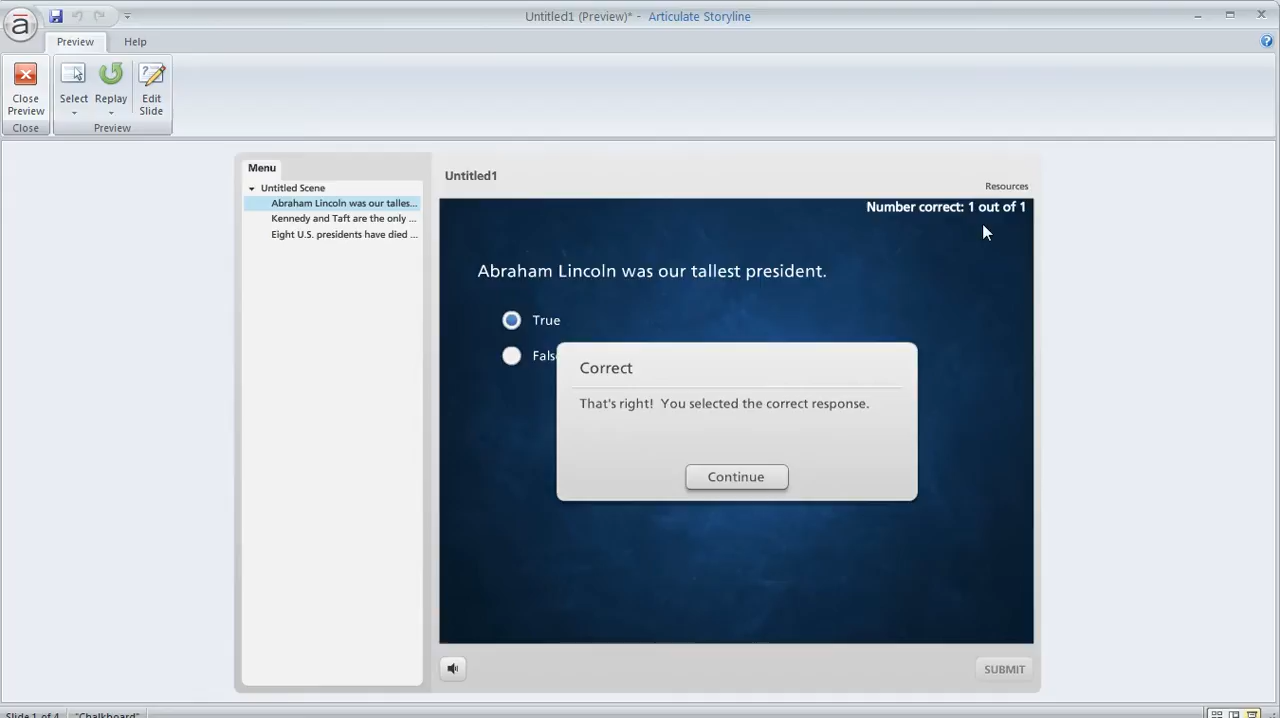 Untitled1 (Preview)* - Articulate Storyline
Preview
Help
Close Preview
Select
Replay
Edit Slide
Close
Preview
Menu
Untitled Scene
Abraham Lincoln was our talles...
Kennedy and Taft are the only ...
Eight U.S. presidents have died ...
Untitled1
Resources
Number correct: 1 out of 1
Abraham Lincoln was our tallest president.
True
Fals
Correct
That's right! You selected the correct response.
Continue
SUBMIT
Slide 1 of 4
"Chalkboard"